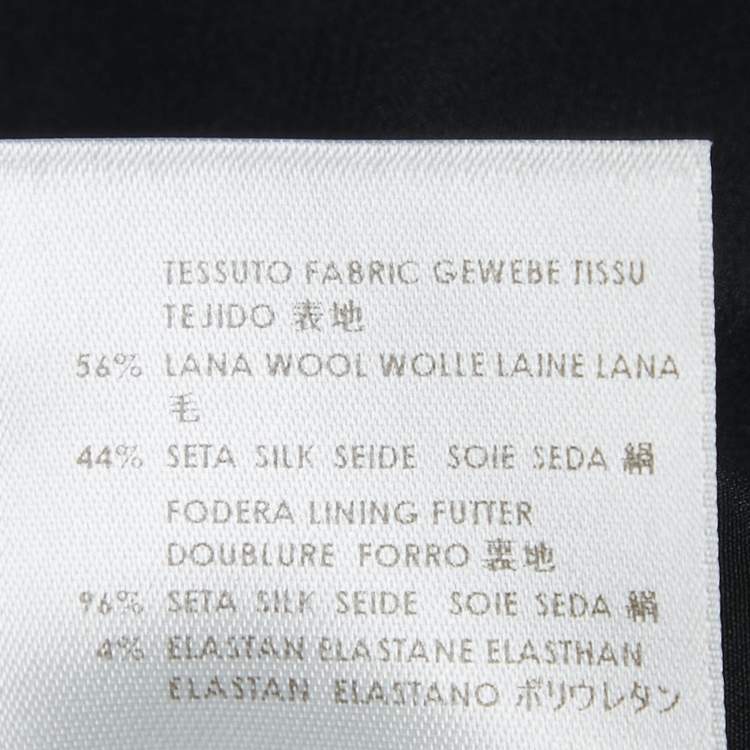 TESSUTO FABRIC GEWEBE TISSU
TEJIDO 表地
56% LANA WOOL WOLLE LAINE LANA
毛
44% SETA SILK SEIDE SOIE SEDA 絹
FODERA LINING FUTTER
DOUBLURE FORRO 裏地
96% SETA SILK SEIDE SOIE SEDA 絹
4% ELASTAN ELASTANE ELASTHAN
ELASTAN ELASTANO ポリウレタン